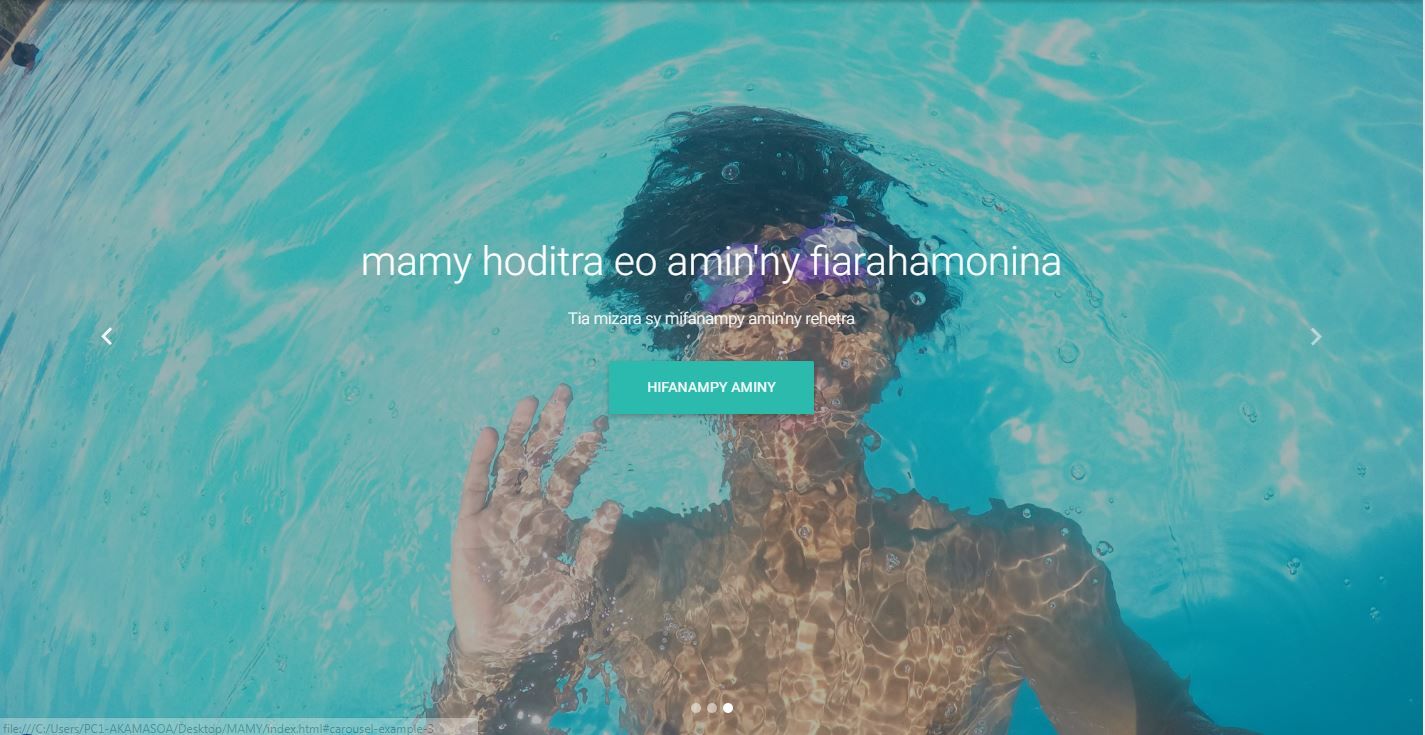 mamy hoditra eo amin'ny fiarahamonina
Tia mizara sy mifanampy amin'ny rehetra
HIFANAMPY AMINY
file:///C:/Users/PC1-AKAMASOA/Desktop/MAMY/index.html#carousel-example-3